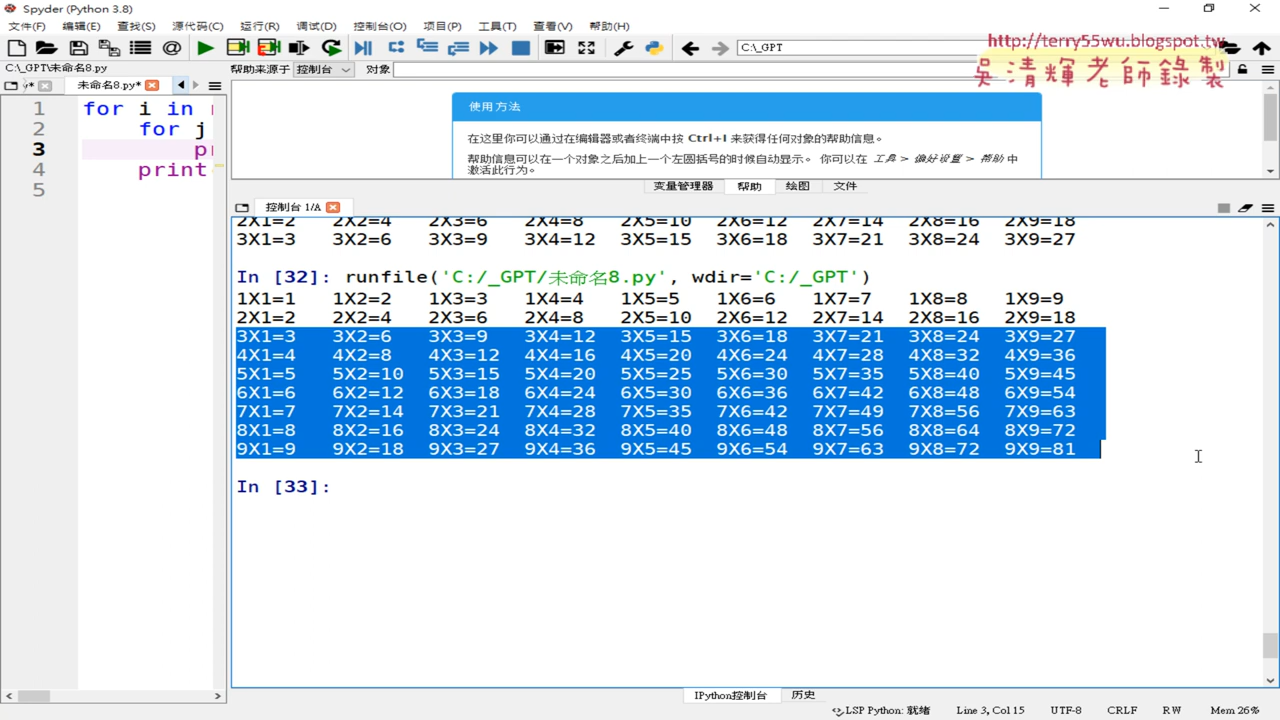 Spyder (Python 3.8)
文件(F) 编辑(E) 查找(S) 源代码(C) 运行(R) 调试(D) 控制台(O) 项目(P) 工具(T) 查看(V) 帮助(H)
C:\_GPT
http://terry55wu.blogspot.tw
吳清輝老師錄製
C:\_GPT\未命名8.py
帮助来源于 控制台 对象
未命名8.py*
1 for i in
2 for j
3 p
4 print
5
使用方法
在这里你可以通过在编辑器或者终端中按 Ctrl+I 来获得任何对象的帮助信息。
帮助信息可以在一个对象之后加上一个左圆括号的时候自动显示。 你可以在 工具 > 偏好设置 > 帮助 中
激活此行为。
变量管理器 帮助 绘图 文件
控制台 1/A
2X1=2 2X2=4 2X3=6 2X4=8 2X5=10 2X6=12 2X7=14 2X8=16 2X9=18
3X1=3 3X2=6 3X3=9 3X4=12 3X5=15 3X6=18 3X7=21 3X8=24 3X9=27
In [32]: runfile('C:/_GPT/未命名8.py', wdir='C:/_GPT')
1X1=1 1X2=2 1X3=3 1X4=4 1X5=5 1X6=6 1X7=7 1X8=8 1X9=9
2X1=2 2X2=4 2X3=6 2X4=8 2X5=10 2X6=12 2X7=14 2X8=16 2X9=18
3X1=3 3X2=6 3X3=9 3X4=12 3X5=15 3X6=18 3X7=21 3X8=24 3X9=27
4X1=4 4X2=8 4X3=12 4X4=16 4X5=20 4X6=24 4X7=28 4X8=32 4X9=36
5X1=5 5X2=10 5X3=15 5X4=20 5X5=25 5X6=30 5X7=35 5X8=40 5X9=45
6X1=6 6X2=12 6X3=18 6X4=24 6X5=30 6X6=36 6X7=42 6X8=48 6X9=54
7X1=7 7X2=14 7X3=21 7X4=28 7X5=35 7X6=42 7X7=49 7X8=56 7X9=63
8X1=8 8X2=16 8X3=24 8X4=32 8X5=40 8X6=48 8X7=56 8X8=64 8X9=72
9X1=9 9X2=18 9X3=27 9X4=36 9X5=45 9X6=54 9X7=63 9X8=72 9X9=81
In [33]:
IPython控制台 历史
LSP Python: 就绪 Line 3, Col 15 UTF-8 CRLF RW Mem 26%